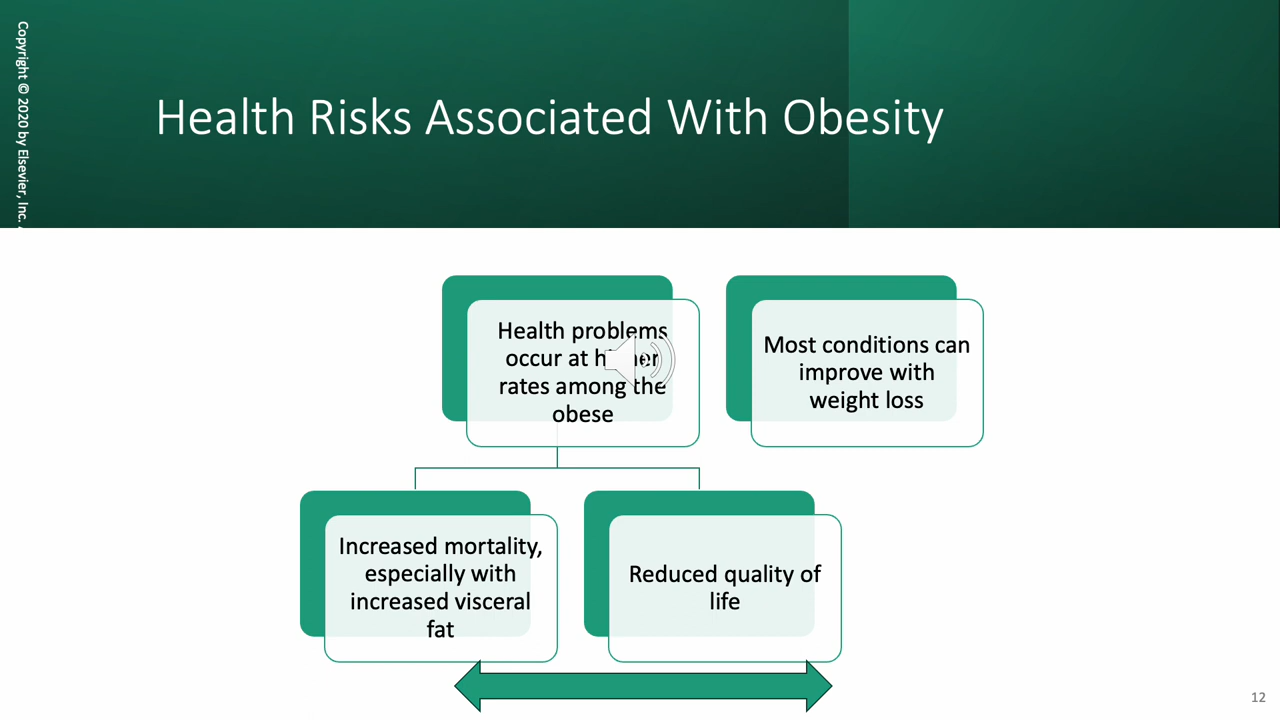 Copyright © 2020 by Elsevier, Inc.
Health Risks Associated With Obesity
Health problems
occur at higher
rates among the
obese
Most conditions can
improve with
weight loss
Increased mortality,
especially with
increased visceral
fat
Reduced quality of
life
12